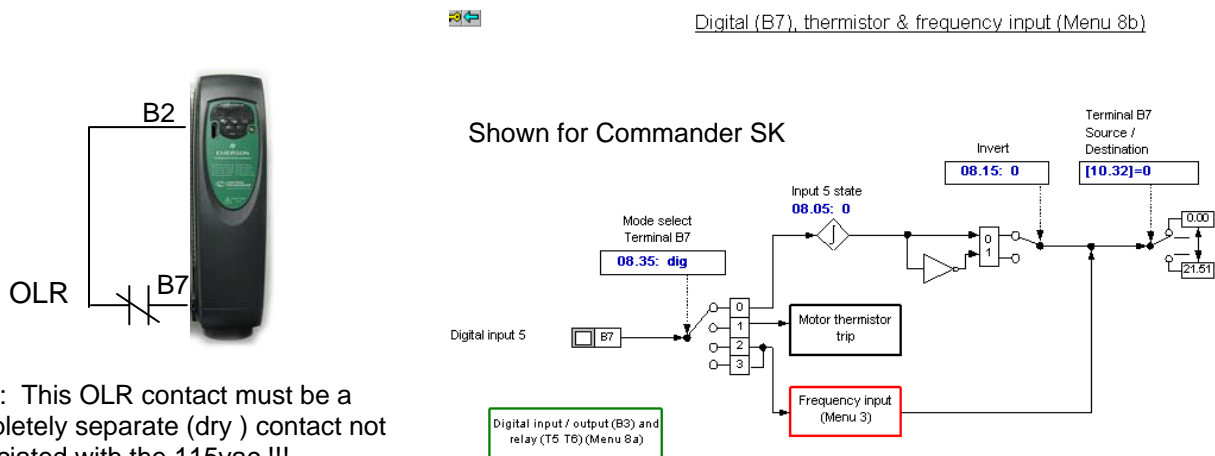 Digital (B7), thermistor & frequency input (Menu 8b)
B2
EMERSON
B7
OLR
: This OLR contact must be a
pletely separate (dry ) contact not
Shown for Commander SK
Terminal B7
Source /
Destination
[10.32]=0
Invert
08.15: 0
Input 5 state
08.05: 0
Mode select
Terminal B7
08.35: dig
0
1
0.00
21.51
Digital input 5
B7
0
1
2
3
Motor thermistor
trip
Frequency input
(Menu 3)
Digital input / output (B3) and
relay (T5 T6) (Menu 8a)